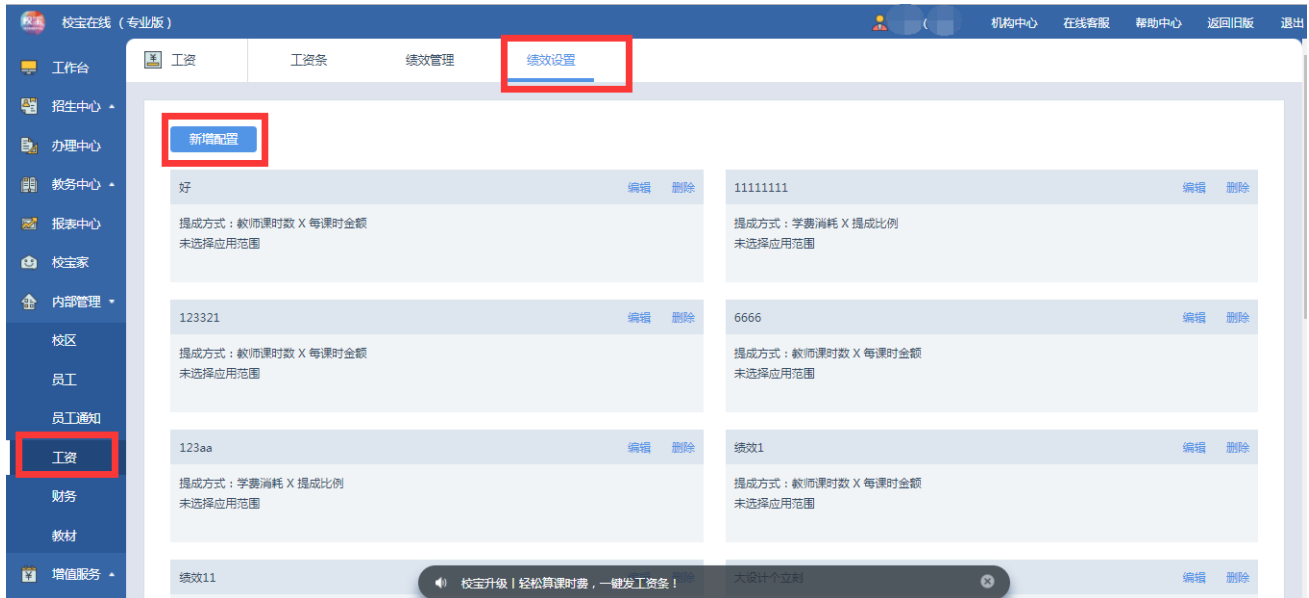 校宝在线（专业版）
机构中心 在线客服 帮助中心 返回旧版 退出
工作台
招生中心
办理中心
教务中心
报表中心
校宝家
内部管理
校区
员工
员工通知
工资
财务
教材
增值服务
工资 工资条 绩效管理 绩效设置
新增配置
好 编辑 删除
提成方式：教师课时数 X 每课时金额
未选择应用范围
11111111 编辑 删除
提成方式：学费消耗 X 提成比例
未选择应用范围
123321 编辑 删除
提成方式：教师课时数 X 每课时金额
未选择应用范围
6666 编辑 删除
提成方式：教师课时数 X 每课时金额
未选择应用范围
123aa 编辑 删除
提成方式：学费消耗 X 提成比例
未选择应用范围
绩效1 编辑 删除
提成方式：教师课时数 X 每课时金额
未选择应用范围
绩效11 删除
大设计个立刻 编辑 删除
校宝升级丨轻松算课时费，一键发工资条！